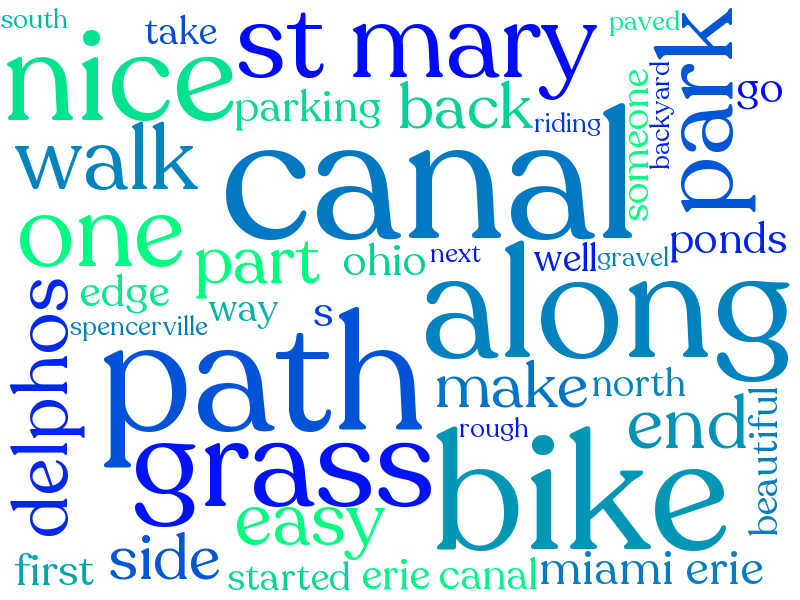 south
take
st mary
paved
nice
parking
back
riding
someone
backyard
park
go
walk
canal
one
part
ohio
next
well
gravel
ponds
edge
way
s
spencerville
along
delphos
path
make
north
rough
end
beautiful
grass
bike
easy
first
side
started
erie canal
miami erie